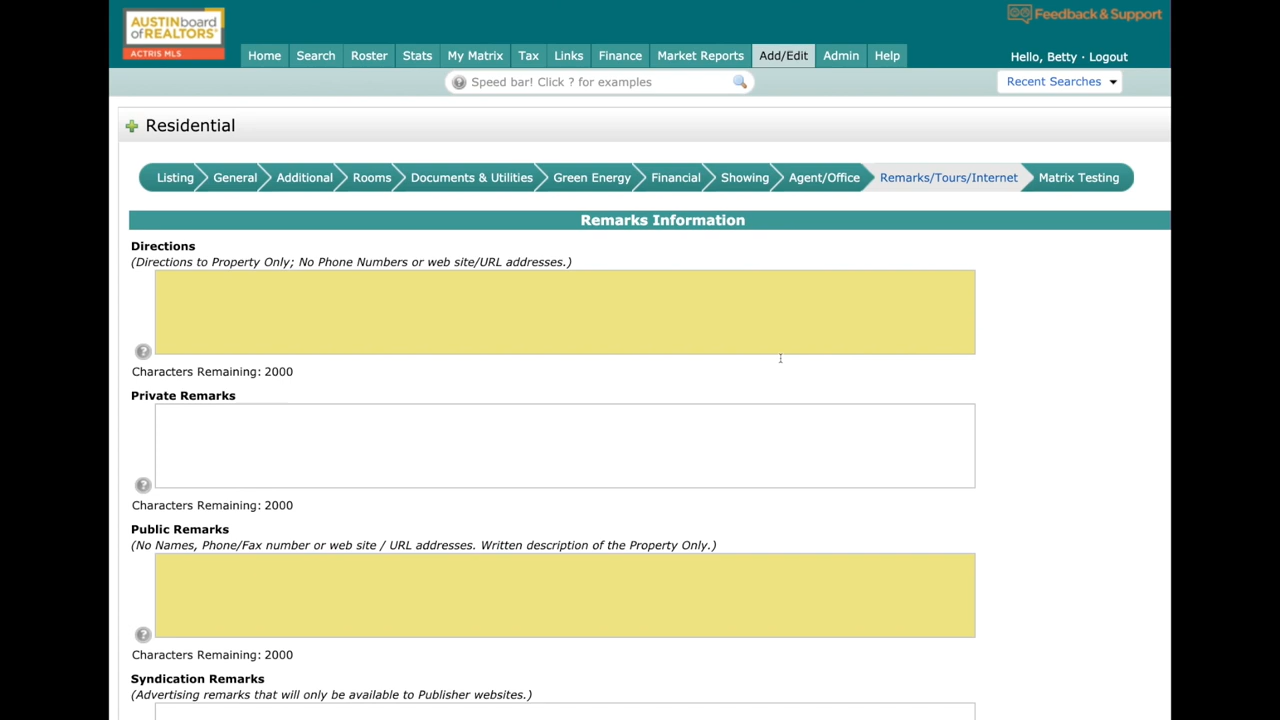 AUSTINboard
of REALTORS®
ACTRIS MLS
Feedback & Support
Home Search Roster Stats My Matrix Tax Links Finance Market Reports Add/Edit Admin Help
Hello, Betty · Logout
? Speed bar! Click ? for examples
Recent Searches
Residential
Listing General Additional Rooms Documents & Utilities Green Energy Financial Showing Agent/Office Remarks/Tours/Internet Matrix Testing
Remarks Information
Directions
(Directions to Property Only; No Phone Numbers or web site/URL addresses.)
?
Characters Remaining: 2000
Private Remarks
?
Characters Remaining: 2000
Public Remarks
(No Names, Phone/Fax number or web site / URL addresses. Written description of the Property Only.)
?
Characters Remaining: 2000
Syndication Remarks
(Advertising remarks that will only be available to Publisher websites.)